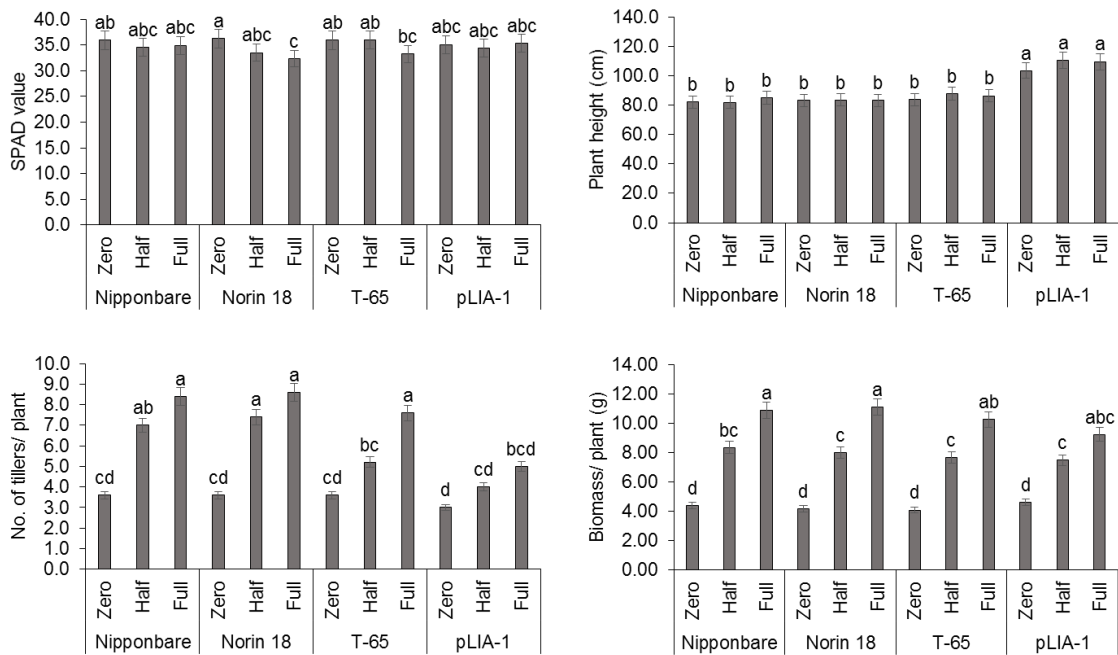 SPAD value
40.0
35.0
30.0
25.0
20.0
15.0
10.0
5.0
0.0
ab abc abc a abc c ab ab bc abc abc abc
Zero Half Full Zero Half Full Zero Half Full Zero Half Full
Nipponbare Norin 18 T-65 pLIA-1
Plant height (cm)
140.0
120.0
100.0
80.0
60.0
40.0
20.0
0.0
b b b b b b b b b a a a
Zero Half Full Zero Half Full Zero Half Full Zero Half Full
Nipponbare Norin 18 T-65 pLIA-1
No. of tillers/ plant
10.0
9.0
8.0
7.0
6.0
5.0
4.0
3.0
2.0
1.0
0.0
cd ab a cd ab a cd bc a d cd bcd
Zero Half Full Zero Half Full Zero Half Full Zero Half Full
Nipponbare Norin 18 T-65 pLIA-1
Biomass/ plant (g)
14.00
12.00
10.00
8.00
6.00
4.00
2.00
0.00
d bc a d c a d c ab d c abc
Zero Half Full Zero Half Full Zero Half Full Zero Half Full
Nipponbare Norin 18 T-65 pLIA-1